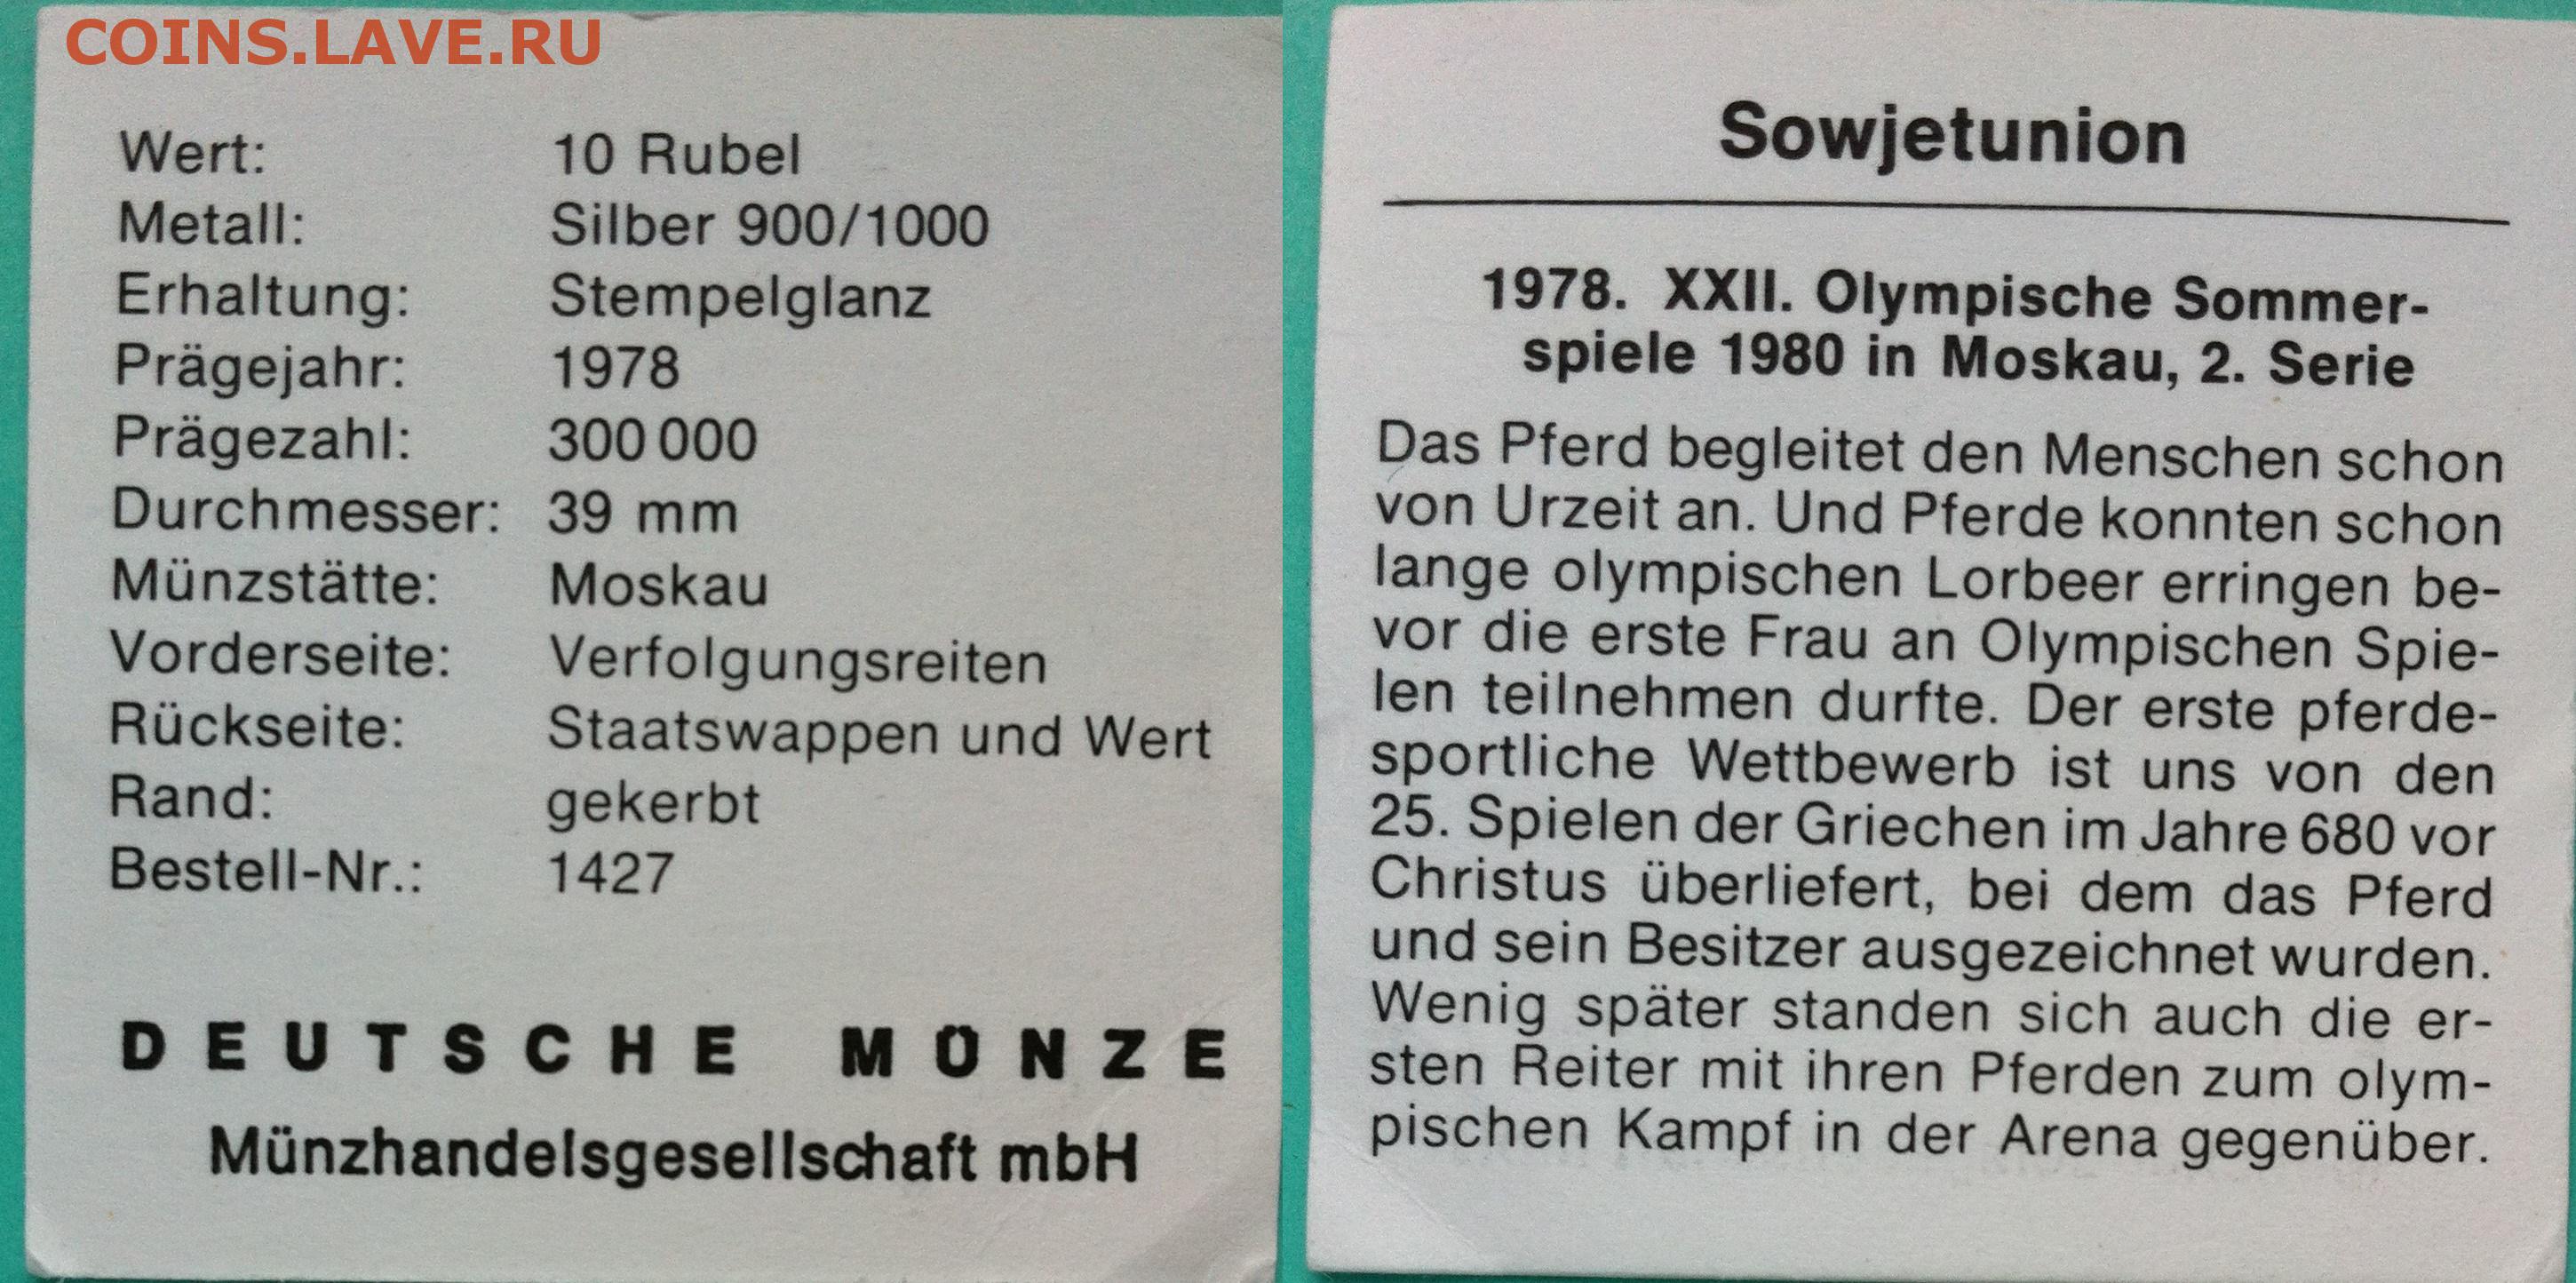 COINS.LAVE.RU
Wert: 10 Rubel
Metall: Silber 900/1000
Erhaltung: Stempelglanz
Prägejahr: 1978
Prägezahl: 300 000
Durchmesser: 39 mm
Münzstätte: Moskau
Vorderseite: Verfolgungsreiten
Rückseite: Staatswappen und Wert
Rand: gekerbt
Bestell-Nr.: 1427
DEUTSCHE MÜNZE
Münzhandelsgesellschaft mbH
Sowjetunion
1978. XXII. Olympische Sommer-
spiele 1980 in Moskau, 2. Serie
Das Pferd begleitet den Menschen schon
von Urzeit an. Und Pferde konnten schon
lange olympischen Lorbeer erringen be-
vor die erste Frau an Olympischen Spie-
len teilnehmen durfte. Der erste pferde-
sportliche Wettbewerb ist uns von den
25. Spielen der Griechen im Jahre 680 vor
Christus überliefert, bei dem das Pferd
und sein Besitzer ausgezeichnet wurden.
Wenig später standen sich auch die er-
sten Reiter mit ihren Pferden zum olym-
pischen Kampf in der Arena gegenüber.